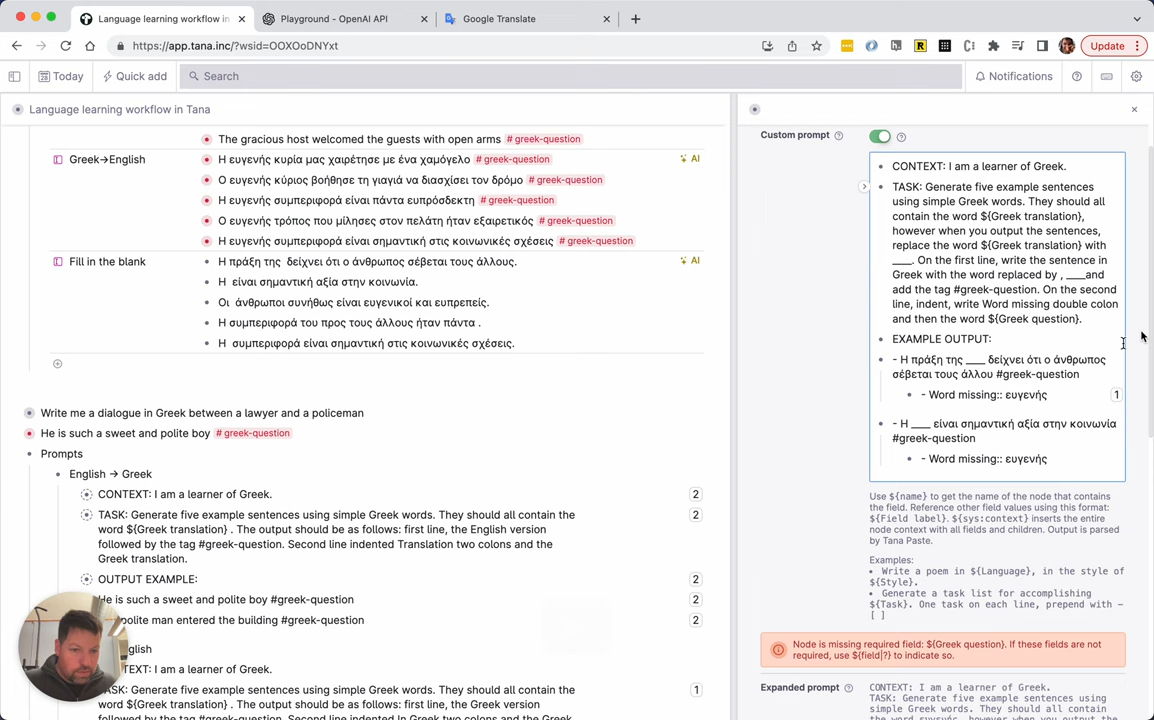 Language learning workflow in
Playground - OpenAI API
Google Translate
https://app.tana.inc/?wsid=OOXOoDNYxt
Update
Today
Quick add
Search
Notifications
Language learning workflow in Tana
The gracious host welcomed the guests with open arms # greek-question
Greek→English
Η ευγενής κυρία μας χαιρέτησε με ένα χαμόγελο # greek-question
AI
Ο ευγενής κύριος βοήθησε τη γιαγιά να διασχίσει τον δρόμο # greek-question
Η ευγενής συμπεριφορά είναι πάντα ευπρόσδεκτη # greek-question
Ο ευγενής τρόπος που μίλησες στον πελάτη ήταν εξαιρετικός # greek-question
Η ευγενής συμπεριφορά είναι σημαντική στις κοινωνικές σχέσεις # greek-question
Fill in the blank
Η πράξη της δείχνει ότι ο άνθρωπος σέβεται τους άλλους.
AI
Η είναι σημαντική αξία στην κοινωνία.
Οι άνθρωποι συνήθως είναι ευγενικοί και ευπρεπείς.
Η συμπεριφορά του προς τους άλλους ήταν πάντα .
Η συμπεριφορά είναι σημαντική στις κοινωνικές σχέσεις.
Write me a dialogue in Greek between a lawyer and a policeman
He is such a sweet and polite boy # greek-question
Prompts
English → Greek
CONTEXT: I am a learner of Greek.
2
TASK: Generate five example sentences using simple Greek words. They should all contain the
2
word ${Greek translation} . The output should be as follows: first line, the English version
followed by the tag #greek-question. Second line indented Translation two colons and the
Greek translation.
OUTPUT EXAMPLE:
2
He is such a sweet and polite boy #greek-question
2
polite man entered the building #greek-question
2
glish
TEXT: I am a learner of Greek.
ASK: Generate five example sentences using simple Greek words. They should all contain the
1
word ${Greek translation}. The output should be as follows: first line, the Greek version
followed by the tag #greek-question. Second line indented In Greek two colons and the
Custom prompt
CONTEXT: I am a learner of Greek.
TASK: Generate five example sentences
using simple Greek words. They should all
contain the word ${Greek translation},
however when you output the sentences,
replace the word ${Greek translation} with
____. On the first line, write the sentence in
Greek with the word replaced by , ____and
add the tag #greek-question. On the second
line, indent, write Word missing double colon
and then the word ${Greek question}.
EXAMPLE OUTPUT:
- Η πράξη της ____ δείχνει ότι ο άνθρωπος
σέβεται τους άλλου #greek-question
- Word missing:: ευγενής
1
- Η ____ είναι σημαντική αξία στην κοινωνία
#greek-question
- Word missing:: ευγενής
Use ${name} to get the name of the node that contains
the field. Reference other field values using this format:
${Field label}. ${sys:context} inserts the entire
node context with all fields and children. Output is parsed
by Tana Paste.
Examples:
• Write a poem in ${Language}, in the style of
${Style}.
• Generate a task list for accomplishing
${Task}. One task on each line, prepend with –
[ ]
Node is missing required field: ${Greek question}. If these fields are not
required, use ${field|?} to indicate so.
Expanded prompt
CONTEXT: I am a learner of Greek.
TASK: Generate five example sentences using
simple Greek words. They should all contain